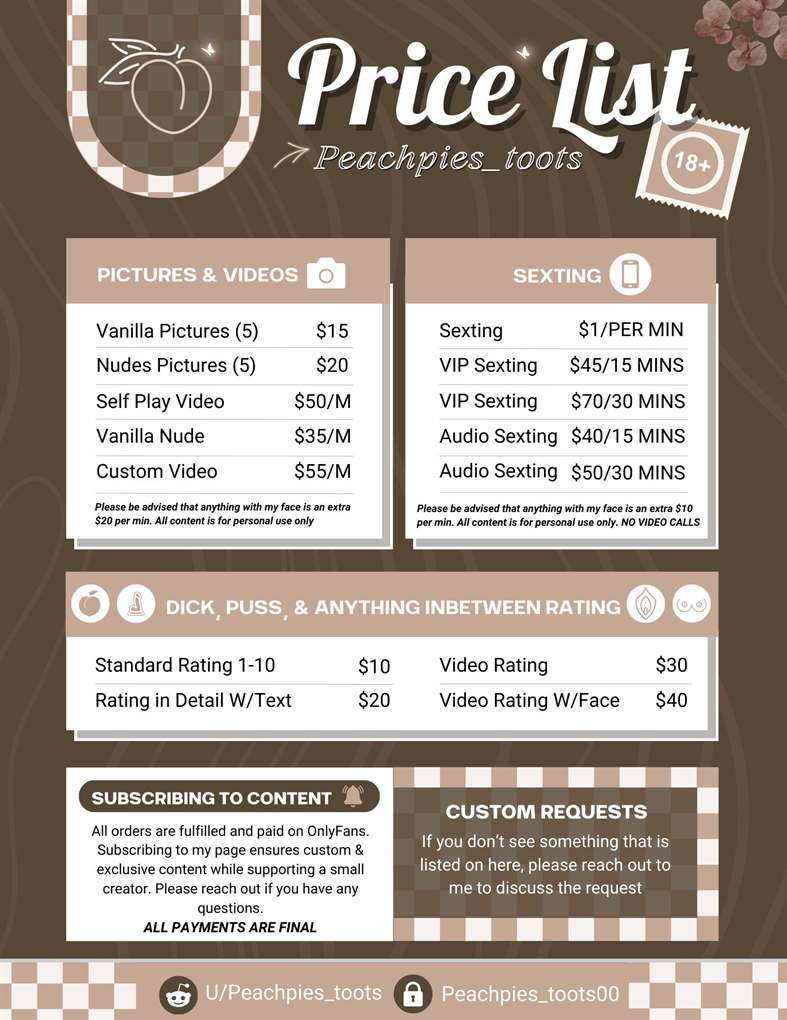 Price List
Peachpies_toots
18+
PICTURES & VIDEOS
Vanilla Pictures (5) $15
Nudes Pictures (5) $20
Self Play Video $50/M
Vanilla Nude $35/M
Custom Video $55/M
Please be advised that anything with my face is an extra
$20 per min. All content is for personal use only
SEXTING
Sexting $1/PER MIN
VIP Sexting $45/15 MINS
VIP Sexting $70/30 MINS
Audio Sexting $40/15 MINS
Audio Sexting $50/30 MINS
Please be advised that anything with my face is an extra $10
per min. All content is for personal use only. NO VIDEO CALLS
DICK, PUSS, & ANYTHING INBETWEEN RATING
Standard Rating 1-10 $10
Rating in Detail W/Text $20
Video Rating $30
Video Rating W/Face $40
SUBSCRIBING TO CONTENT
All orders are fulfilled and paid on OnlyFans.
Subscribing to my page ensures custom &
exclusive content while supporting a small
creator. Please reach out if you have any
questions.
ALL PAYMENTS ARE FINAL
CUSTOM REQUESTS
If you don't see something that is
listed on here, please reach out to
me to discuss the request
U/Peachpies_toots
Peachpies_toots00